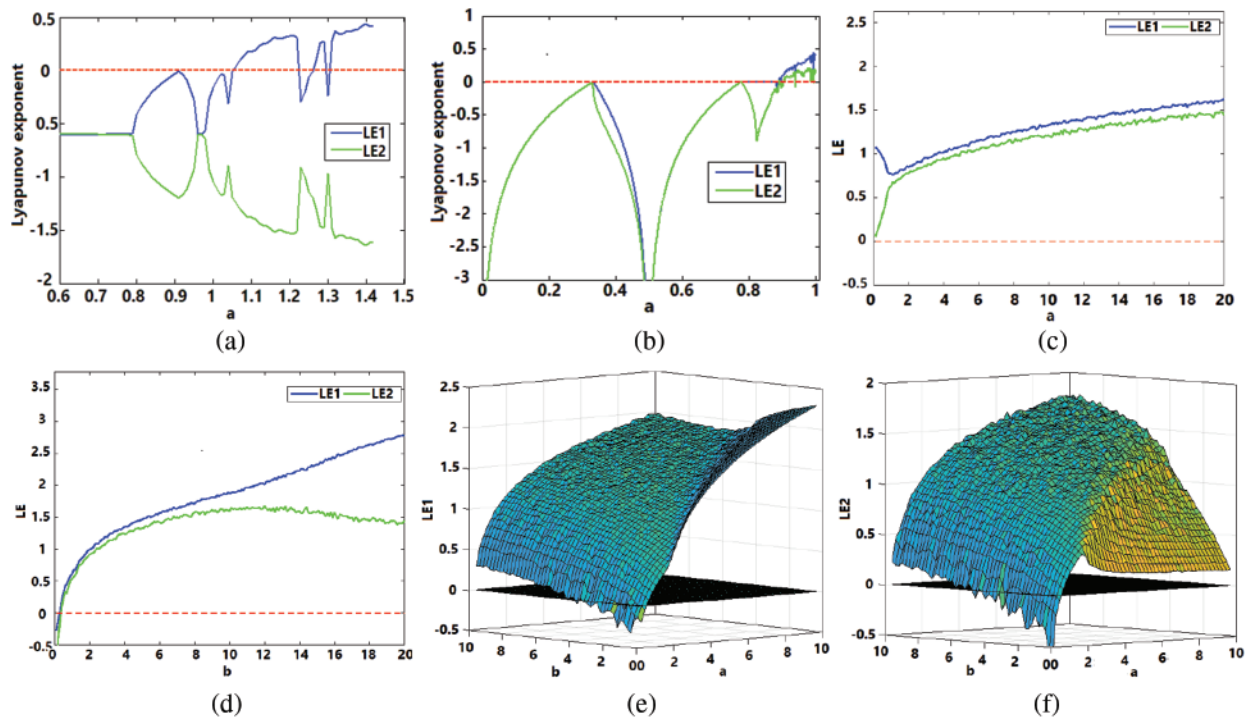 0.5
0
0.5
-1
-1.5
-2
Lyapunov exponent
LE1
LE2
0.6 0.7 0.8 0.9 1 1.1 1.2 1.3 1.4 1.5
a
(a)
1
0.5
0
-0.5
-1
-1.5
-2
-2.5
-3
Lyaponov exponent
LE1
LE2
0 0.2 0.4 0.6 0.8 1
a
(b)
2.5
2
1.5
1
0.5
0
-0.5
LE
LE1 LE2
0 2 4 6 8 10 12 14 16 18 20
a
(c)
3.5
3
2.5
2
1.5
1
0.5
0
0.5
LE
LE1 LE2
2 4 6 8 10 12 14 16 18 20
b
(d)
2.5
2
1.5
1
0.5
0
-0.5
LE1
10 8 6 4 2 00 2 4 6 8 10
b a
(e)
2
1.5
1
0.5
0
-0.5
LE2
10 8 6 4 2 00 2 4 6 8 10
b a
(f)